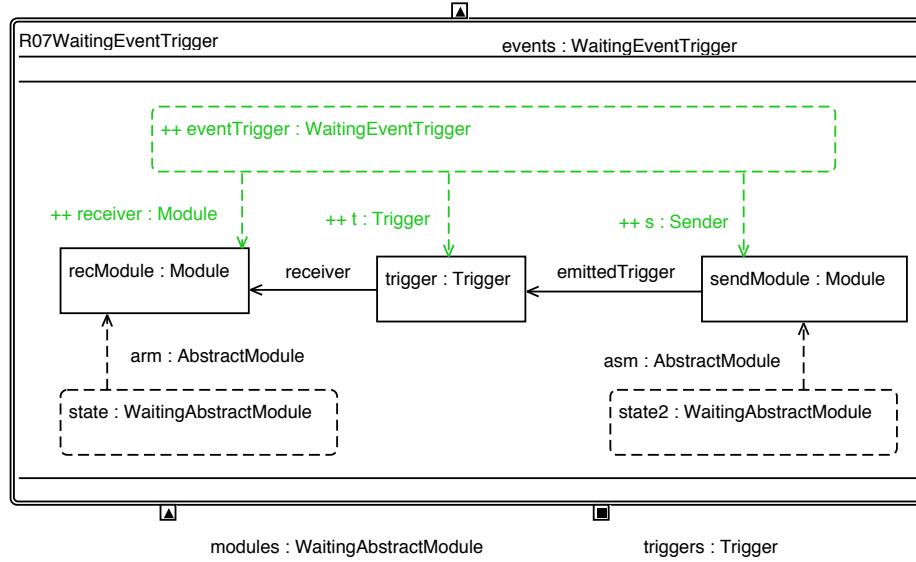 R07WaitingEventTrigger
events : WaitingEventTrigger
++ eventTrigger : WaitingEventTrigger
++ receiver : Module
++ t : Trigger
++ s : Sender
recModule : Module
receiver
trigger : Trigger
emittedTrigger
sendModule : Module
arm : AbstractModule
asm : AbstractModule
state : WaitingAbstractModule
state2 : WaitingAbstractModule
modules : WaitingAbstractModule
triggers : Trigger